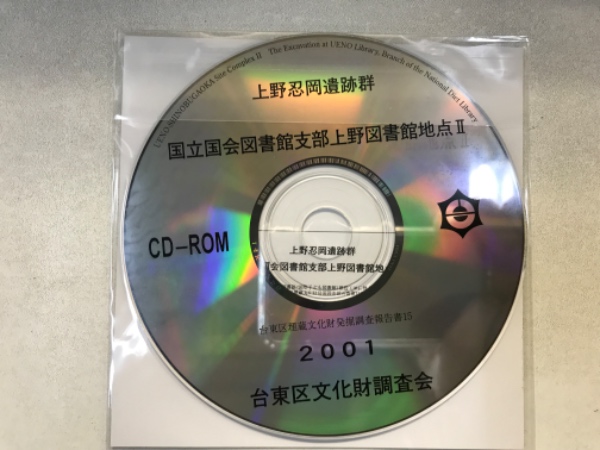 UENO SHINOBUGAOKA Site Complex II The Excavation at UENO Library, Branch of the National Diet Library
上野忍岡遺跡群
国立国会図書館支部上野図書館地点Ⅱ
CD-ROM
上野忍岡遺跡群
会図書館支部上野図書館地
台東区埋蔵文化財発掘調査報告書15
2001
台東区文化財調査会